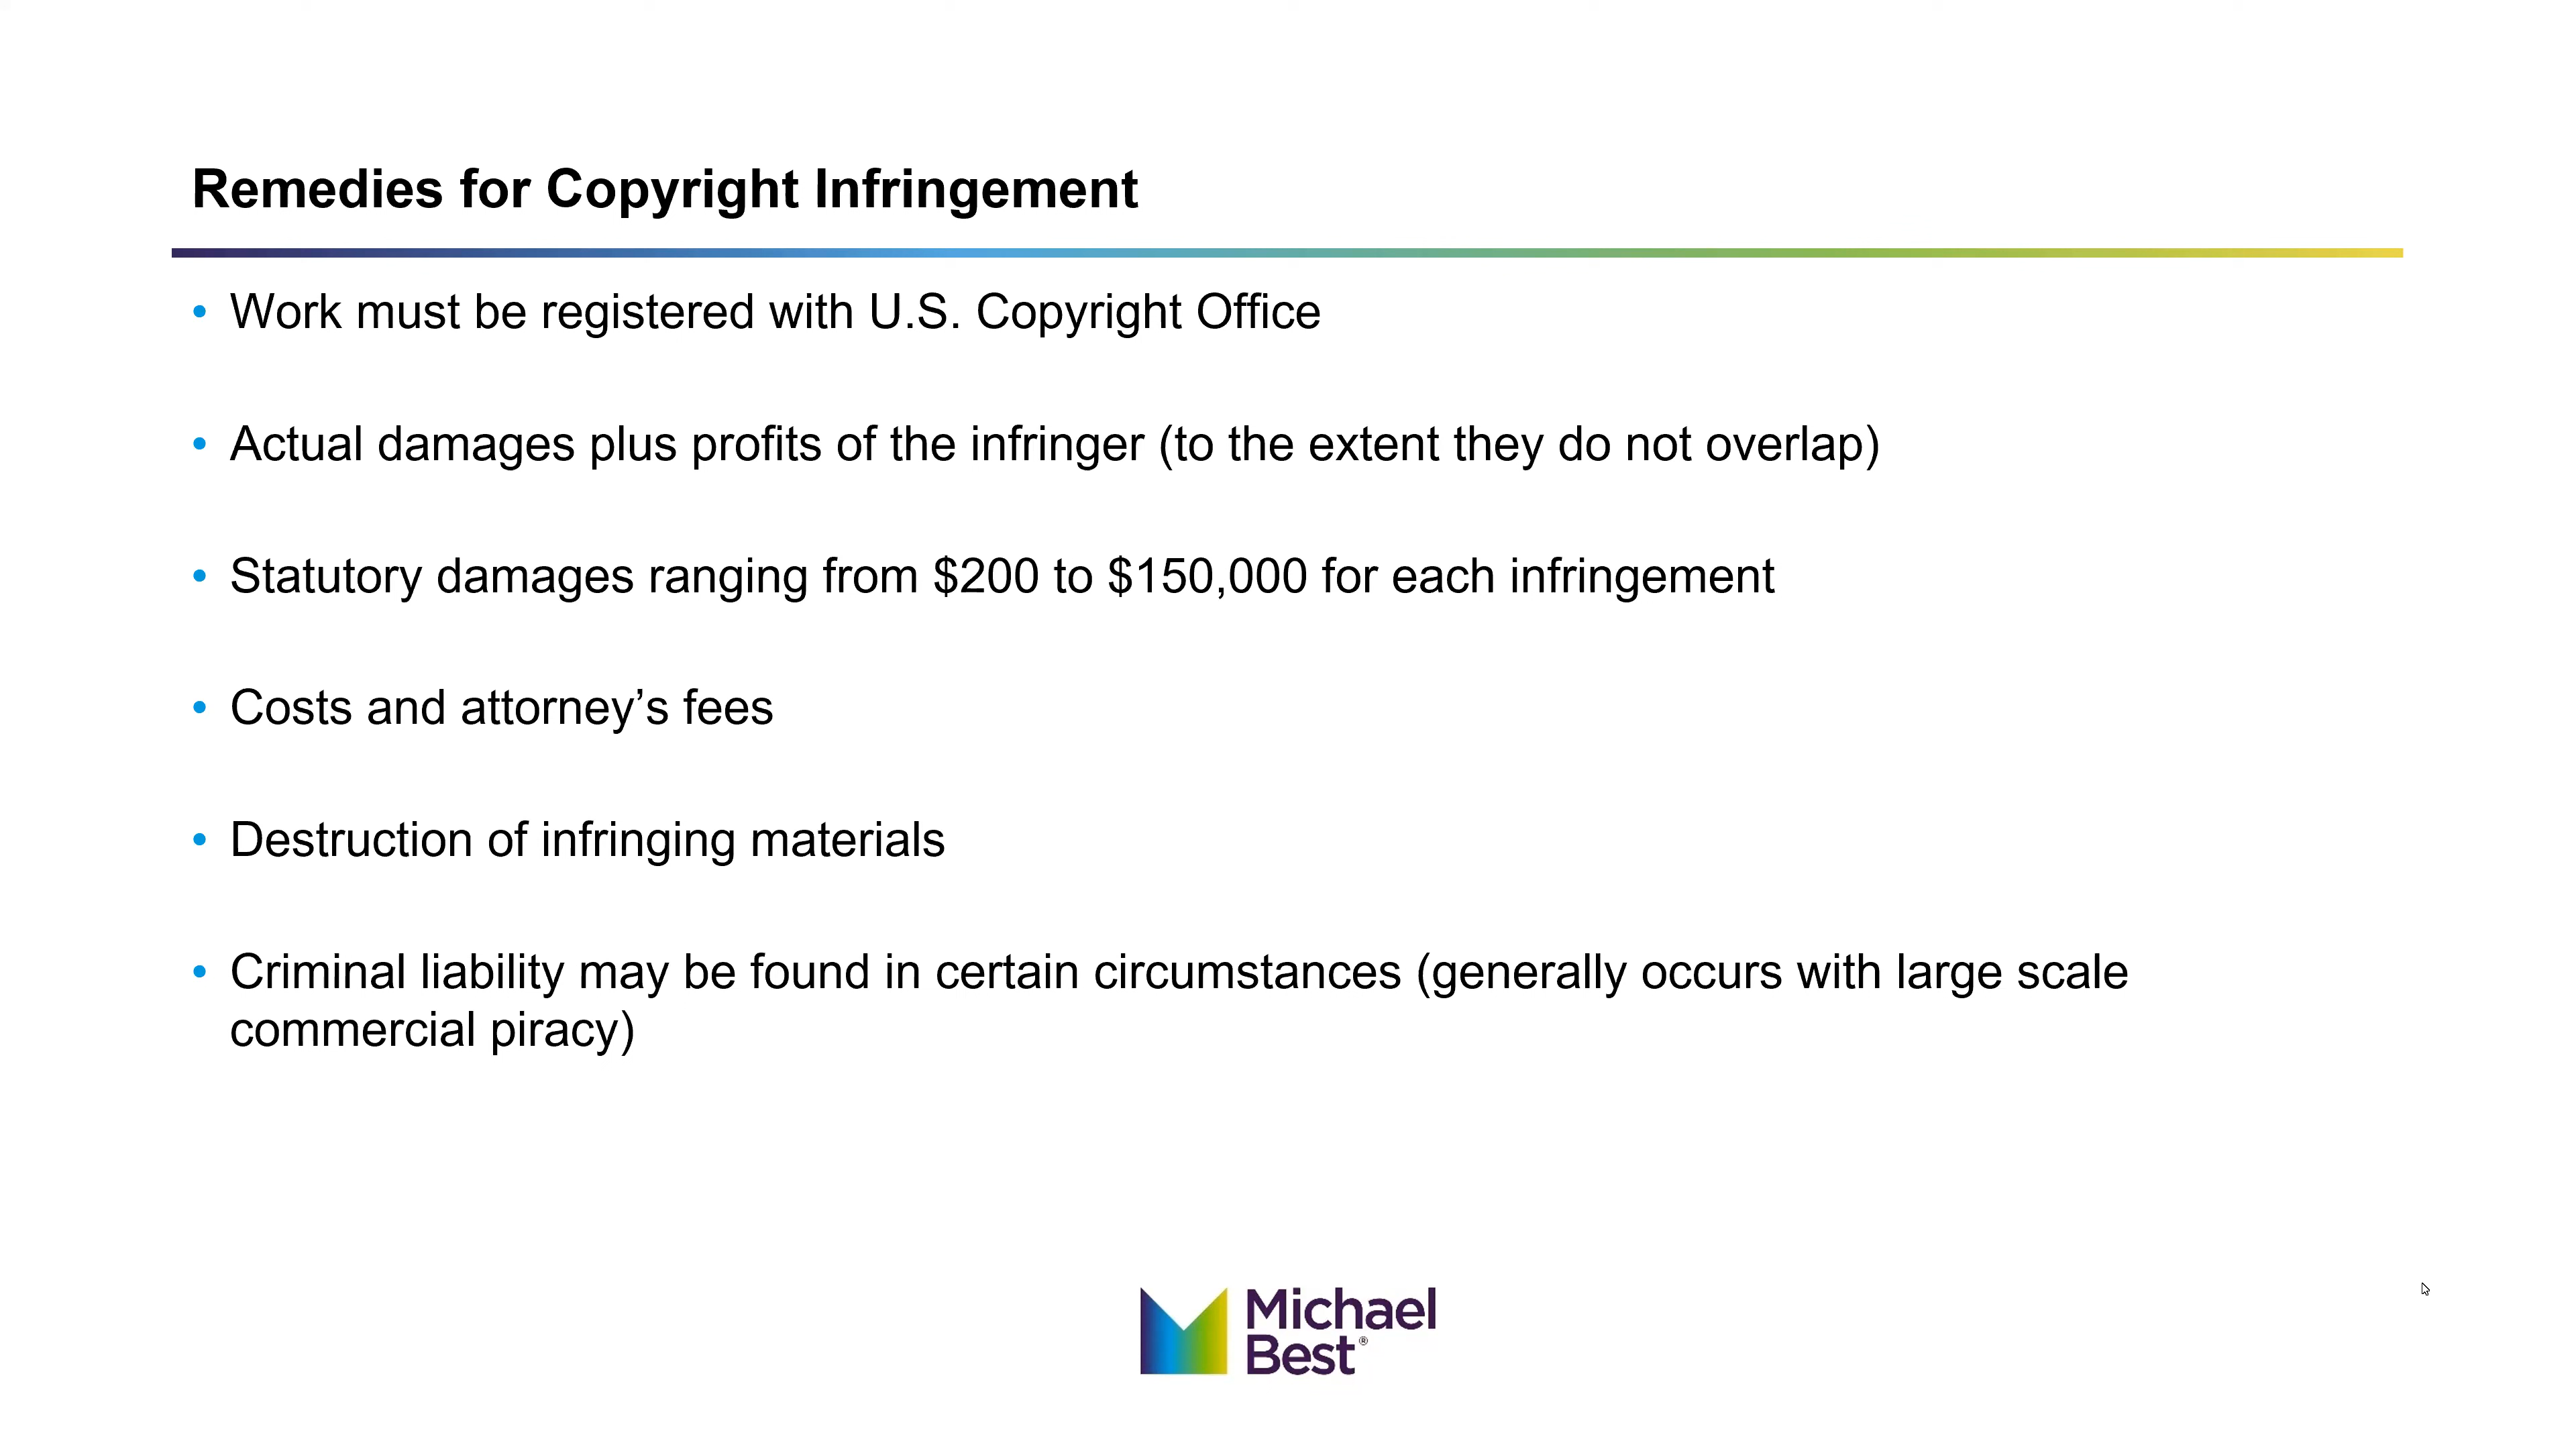 Remedies for Copyright Infringement
• Work must be registered with U.S. Copyright Office
• Actual damages plus profits of the infringer (to the extent they do not overlap)
• Statutory damages ranging from $200 to $150,000 for each infringement
• Costs and attorney’s fees
• Destruction of infringing materials
• Criminal liability may be found in certain circumstances (generally occurs with large scale
commercial piracy)
Michael
Best®